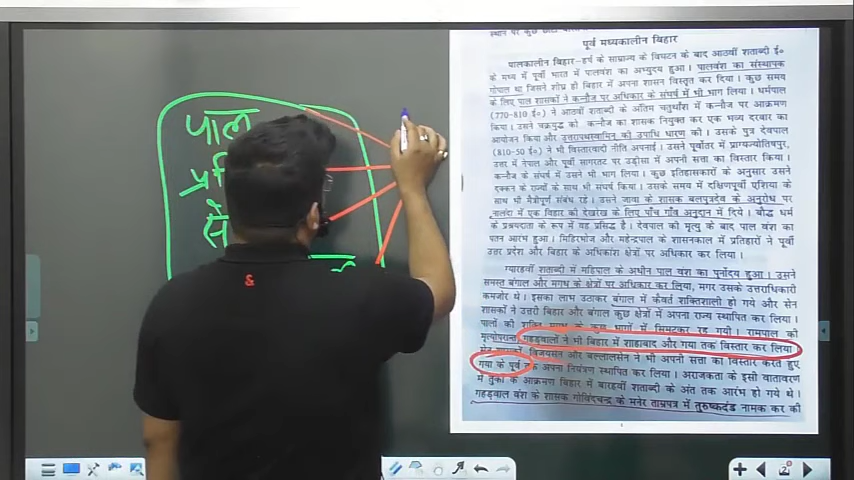 पाल
स्थान पर कुछ छोटे
पूर्व मध्यकालीन बिहार
पालकालीन बिहार–हर्ष के साम्राज्य के विघटन के बाद आठवीं शताब्दी ई०
के मध्य में पूर्वी भारत में पालवंश का अभ्युदय हुआ। पालवंश का संस्थापक
गोपाल था जिसने शीघ्र ही बिहार में अपना शासन विस्तृत कर दिया। कुछ समय
के लिए पाल शासकों ने कन्नौज पर अधिकार के संघर्ष में भी भाग लिया। धर्मपाल
(770-810 ई०) ने आठवीं शताब्दी के अंतिम चतुर्थांश में कन्नौज पर आक्रमण
किया। उसने चक्रयुद्ध को कन्नौज का शासक नियुक्त कर एक भव्य दरबार का
आयोजन किया और उत्तरापथस्वामिन की उपाधि धारण की। उसके पुत्र देवपाल
(810-50 ई०) ने भी विस्तारवादी नीति अपनाई। उसने पूर्वोत्तर में प्राग्ज्योतिषपुर,
उत्तर में नेपाल और पूर्वी सागरतट पर उड़ीसा में अपनी सत्ता का विस्तार किया।
कन्नौज के संघर्ष में उसने भी भाग लिया। कुछ इतिहासकारों के अनुसार उसने
दक्कन के राज्यों के साथ भी संघर्ष किया। उसके समय में दक्षिणपूर्वी एशिया के
साथ भी मैत्रीपूर्ण संबंध रहे। उसने जावा के शासक बलपुत्रदेव के अनुरोध पर
नालंदा में एक विहार की देखरेख के लिए पाँच गाँव अनुदान में दिये। बौद्ध धर्म
के प्रश्रयदाता के रूप में वह प्रसिद्ध है। देवपाल की मृत्यु के बाद पाल वंश का
पतन आरंभ हुआ। मिहिरभोज और महेन्द्रपाल के शासनकाल में प्रतिहारों ने पूर्वी
उत्तर प्रदेश और बिहार के अधिकांश क्षेत्रों पर अधिकार कर लिया।
ग्यारहवीं शताब्दी में महिपाल के अधीन पाल वंश का पुनर्उदय हुआ। उसने
समस्त बंगाल और मगध के क्षेत्रों पर अधिकार कर लिया, मगर उसके उत्तराधिकारी
कमजोर थे। इसका लाभ उठाकर बंगाल में कैवर्त शक्तिशाली हो गये और सेन
शासकों ने उत्तरी बिहार और बंगाल कुछ क्षेत्रों में अपना राज्य स्थापित कर लिया।
पालों की शक्ति मगध के कुछ भागों में सिमटकर रह गयी। रामपाल की
मृत्योपरान्त गहड़वालों ने भी बिहार में शाहाबाद और गया तक विस्तार कर लिया।
सेन शासकों विजयसेन और बल्लालसेन ने भी अपनी सत्ता का विस्तार करते हुए
गया के पूर्व तक अपना नियंत्रण स्थापित कर लिया। अराजकता के इसी वातावरण
में तुर्कों के आक्रमण बिहार में बारहवीं शताब्दी के अंत तक आरंभ हो गये थे।
गहड़वाल वंश के शासक गोविंदचन्द्र के मनेर ताम्रपत्र में तुरुष्कदंड नामक कर की